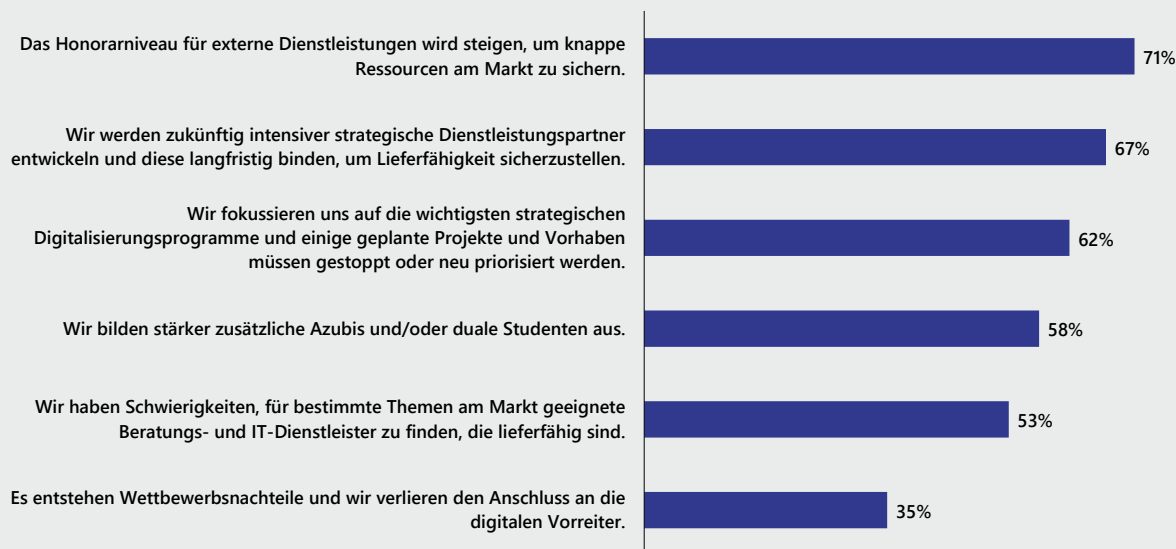 Das Honorarniveau für externe Dienstleistungen wird steigen, um knappe
Ressourcen am Markt zu sichern.
71%
Wir werden zukünftig intensiver strategische Dienstleistungspartner
entwickeln und diese langfristig binden, um Lieferfähigkeit sicherzustellen.
67%
Wir fokussieren uns auf die wichtigsten strategischen
Digitalisierungsprogramme und einige geplante Projekte und Vorhaben
müssen gestoppt oder neu priorisiert werden.
62%
Wir bilden stärker zusätzliche Azubis und/oder duale Studenten aus.
58%
Wir haben Schwierigkeiten, für bestimmte Themen am Markt geeignete
Beratungs- und IT-Dienstleister zu finden, die lieferfähig sind.
53%
Es entstehen Wettbewerbsnachteile und wir verlieren den Anschluss an die
digitalen Vorreiter.
35%